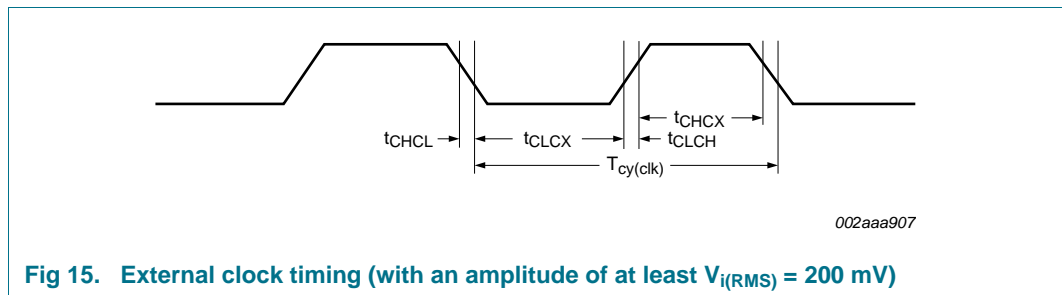 tCHCX
tCHCL tCLCX tCLCH
Tcy(clk)
002aaa907
Fig 15. External clock timing (with an amplitude of at least Vi(RMS) = 200 mV)